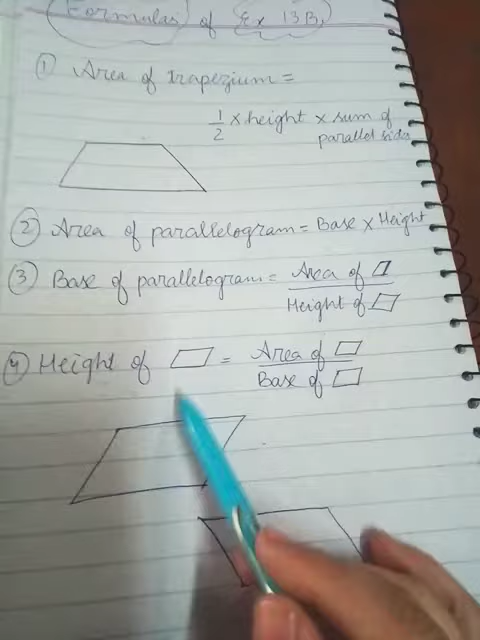 Formulas of Ex 13B
① Area of trapezium =
1/2 × height × sum of
parallel sides
② Area of parallelogram = Base × Height
③ Base of parallelogram = Area of ▱ / Height of ▱
④ Height of ▱ = Area of ▱ / Base of ▱